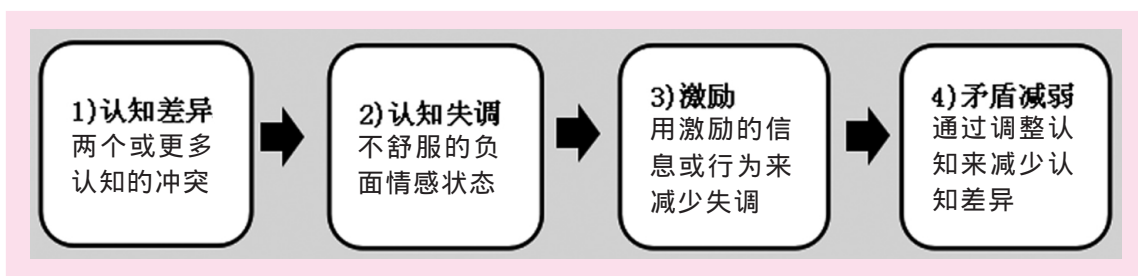 1)认知差异
两个或更多
认知的冲突
2)认知失调
不舒服的负
面情感状态
3)激励
用激励的信
息或行为来
减少失调
4)矛盾减弱
通过调整认
知来减少认
知差异